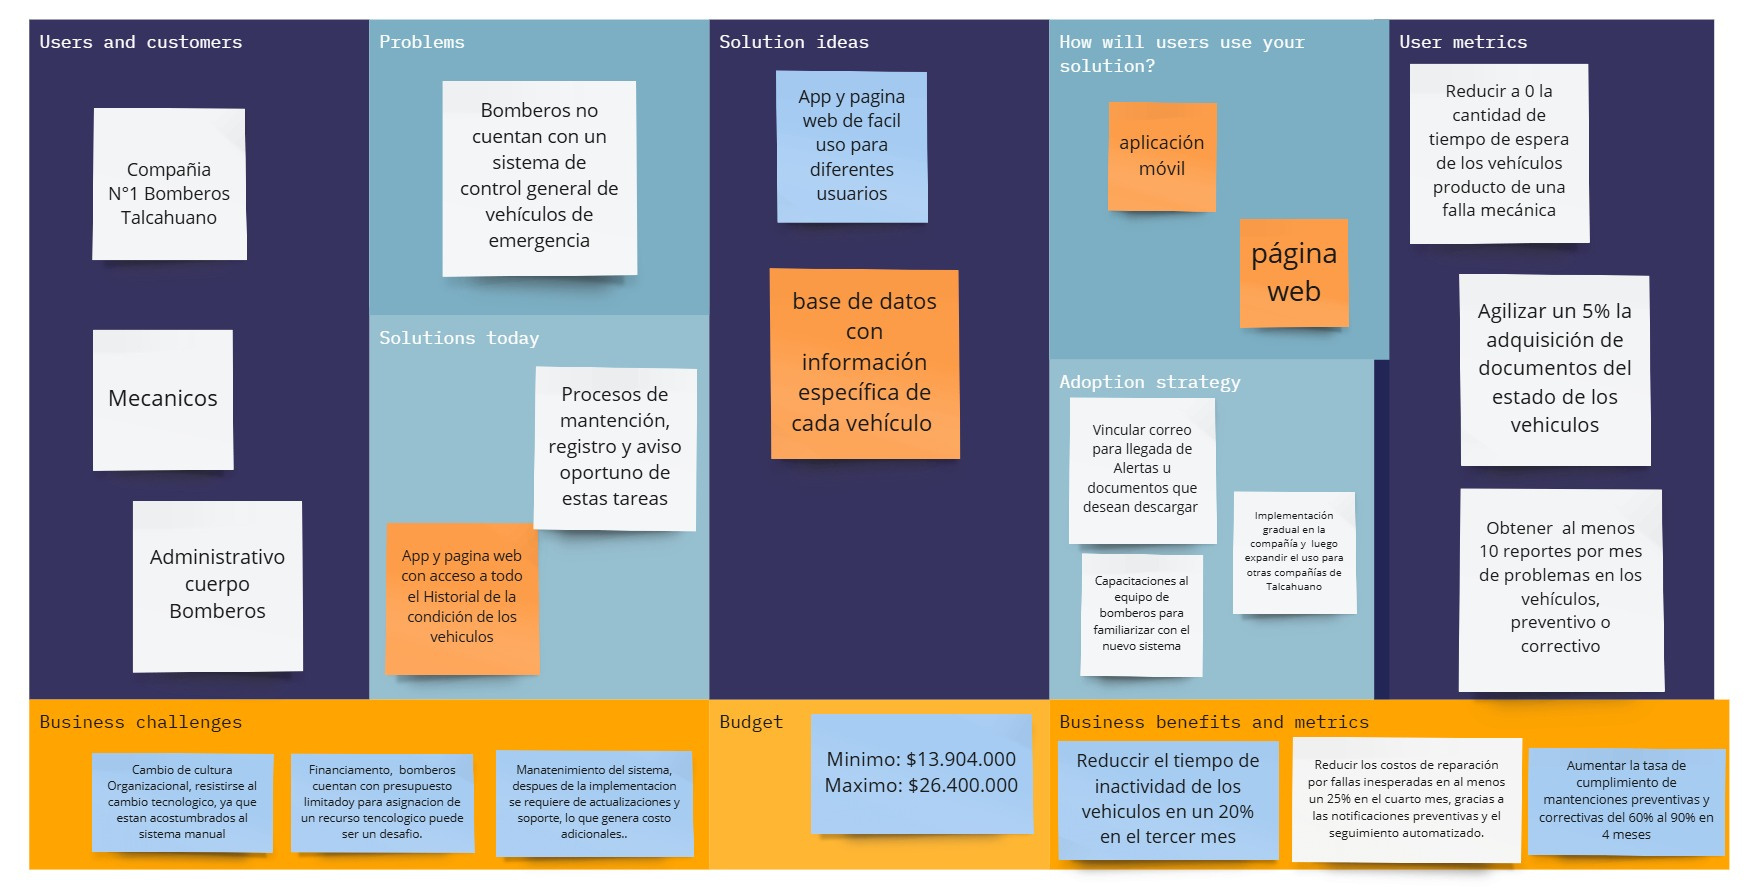 Users and customers
Compañia
N°1 Bomberos
Talcahuano
Mecanicos
Administrativo
cuerpo
Bomberos
Problems
Bomberos no
cuentan con un
sistema de
control general de
vehículos de
emergencia
Solutions today
Procesos de
mantención,
registro y aviso
oportuno de
estas tareas
App y pagina web
con acceso a todo
el Historial de la
condición de los
vehiculos
Solution ideas
App y pagina
web de facil
uso para
diferentes
usuarios
base de datos
con
información
específica de
cada vehículo
How will users use your
solution?
aplicación
móvil
página
web
Adoption strategy
Vincular correo
para llegada de
Alertas u
documentos que
desean descargar
Implementación
gradual en la
compañía y luego
expandir el uso para
otras compañías de
Talcahuano
Capacitaciones al
equipo de
bomberos para
familiarizar con el
nuevo sistema
User metrics
Reducir a 0 la
cantidad de
tiempo de espera
de los vehículos
producto de una
falla mecánica
Agilizar un 5% la
adquisición de
documentos del
estado de los
vehiculos
Obtener al menos
10 reportes por mes
de problemas en los
vehículos,
preventivo o
correctivo
Business challenges
Cambio de cultura
Organizacional, resistirse al
cambio tecnologico, ya que
estan acostumbrados al
sistema manual
Financiamento, bomberos
cuentan con presupuesto
limitadoy para asignacion de
un recurso tencologico puede
ser un desafio.
Manatenimiento del sistema,
despues de la implementacion
se requiere de actualizaciones y
soporte, lo que genera costo
adicionales..
Budget
Minimo: $13.904.000
Maximo: $26.400.000
Business benefits and metrics
Reduccir el tiempo de
inactividad de los
vehiculos en un 20%
en el tercer mes
Reducir los costos de reparación
por fallas inesperadas en al menos
un 25% en el cuarto mes, gracias a
las notificaciones preventivas y el
seguimiento automatizado.
Aumentar la tasa de
cumplimiento de
mantenciones preventivas y
correctivas del 60% al 90% en
4 meses